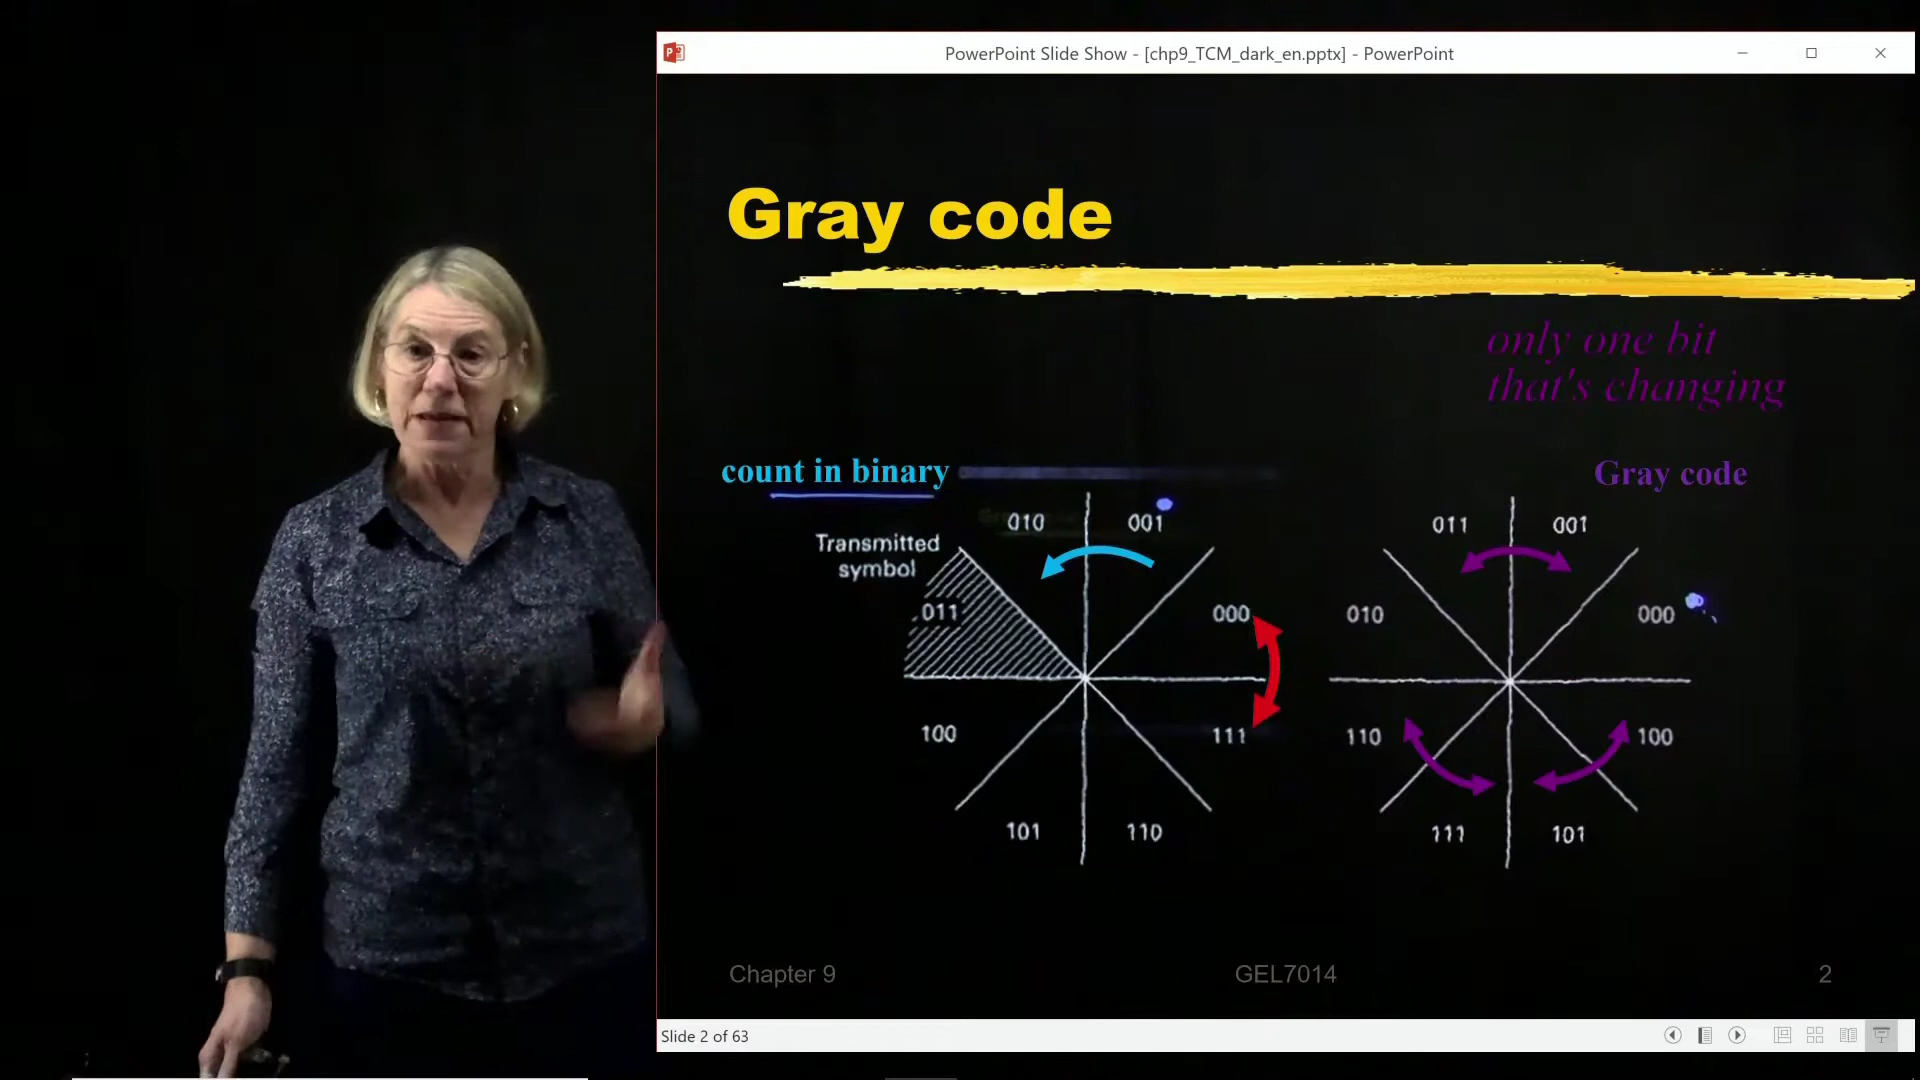 PowerPoint Slide Show - [chp9_TCM_dark_en.pptx] - PowerPoint
Gray code
only one bit
that's changing
count in binary
Gray code
010
001
Transmitted
symbol
011
000
100
111
101
110
011
001
010
000
110
100
111
101
Chapter 9
GEL7014
2
Slide 2 of 63